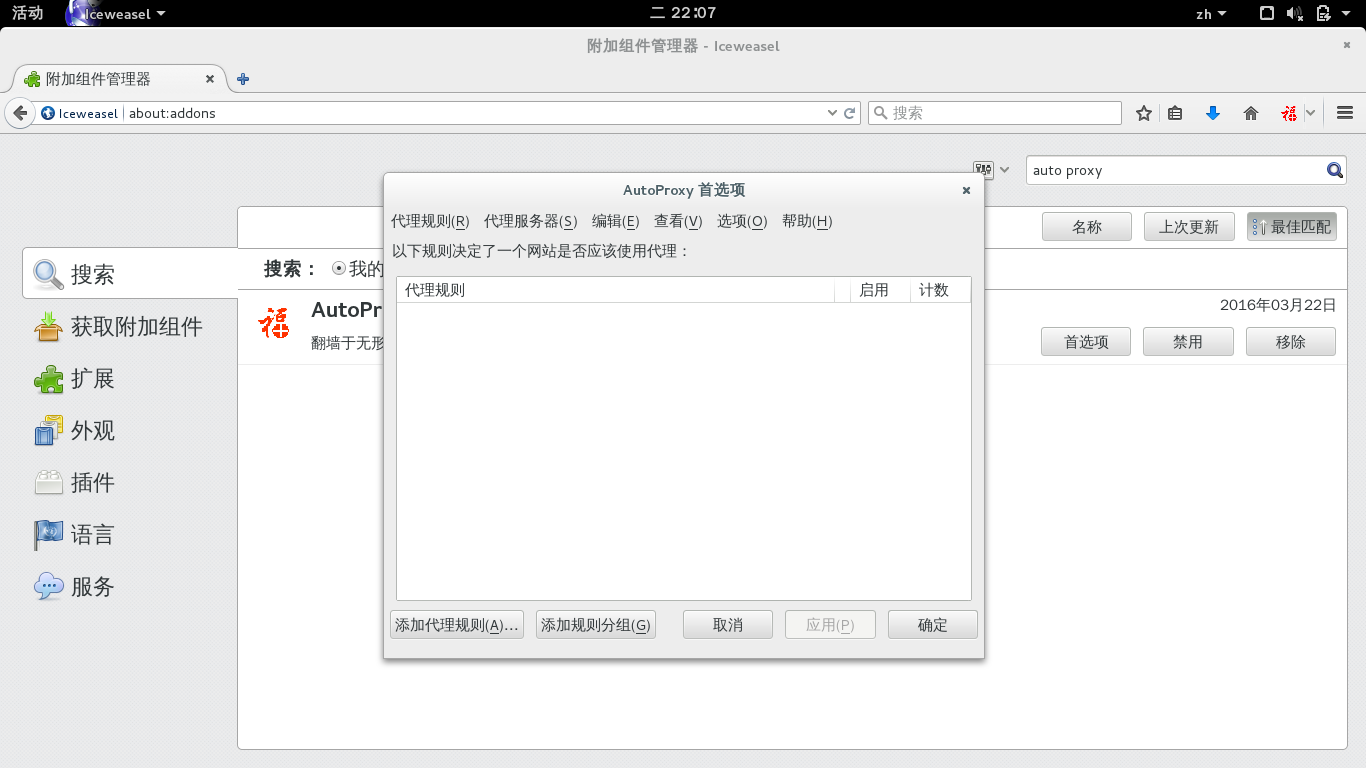 活动 Iceweasel 二 22:07 zh
附加组件管理器 - Iceweasel
附加组件管理器
Iceweasel about:addons 搜索
auto proxy
名称 上次更新 最佳匹配
搜索： 我的
AutoPr 2016年03月22日
翻墙于无形 首选项 禁用 移除
搜索
获取附加组件
扩展
外观
插件
语言
服务
AutoProxy 首选项
代理规则(R) 代理服务器(S) 编辑(E) 查看(V) 选项(O) 帮助(H)
以下规则决定了一个网站是否应该使用代理：
代理规则 启用 计数
添加代理规则(A)... 添加规则分组(G) 取消 应用(P) 确定